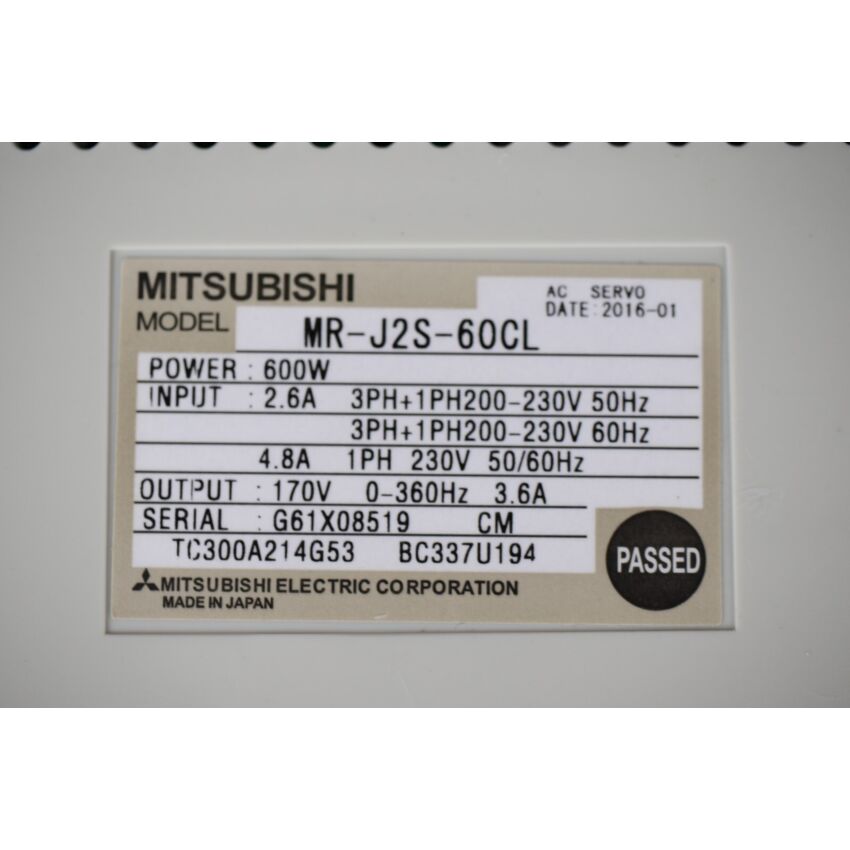 MITSUBISHI
AC SERVO
DATE:2016-01
MODEL MR-J2S-60CL
POWER : 600W
INPUT : 2.6A 3PH+1PH200-230V 50Hz
3PH+1PH200-230V 60Hz
4.8A 1PH 230V 50/60Hz
OUTPUT : 170V 0-360Hz 3.6A
SERIAL : G61X08519 CM
TC300A214G53 BC337U194
PASSED
MITSUBISHI ELECTRIC CORPORATION
MADE IN JAPAN